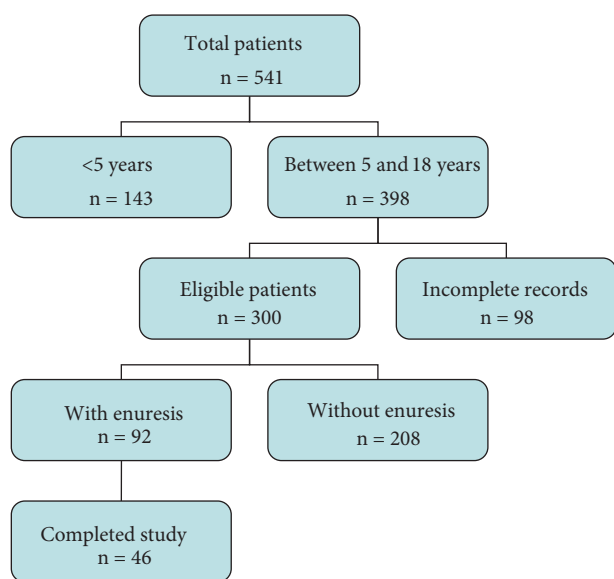 Total patients
n = 541
<5 years
n = 143
Between 5 and 18 years
n = 398
Eligible patients
n = 300
Incomplete records
n = 98
With enuresis
n = 92
Without enuresis
n = 208
Completed study
n = 46